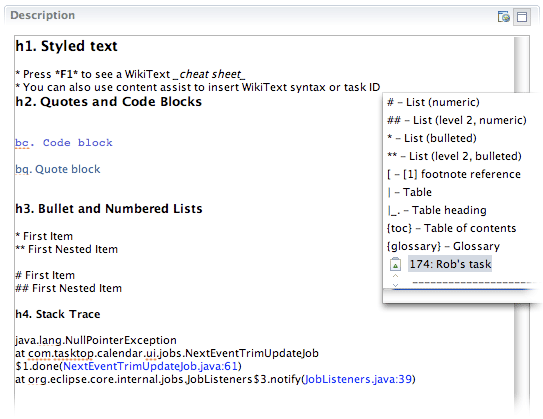 Description
h1. Styled text
* Press *F1* to see a WikiText _cheat sheet_
* You can also use content assist to insert WikiText syntax or task ID
h2. Quotes and Code Blocks
bc. Code block
bq. Quote block
h3. Bullet and Numbered Lists
* First Item
** First Nested Item
# First Item
## First Nested Item
h4. Stack Trace
java.lang.NullPointerException
at com.tasktop.calendar.ui.jobs.NextEventTrimUpdateJob
$1.done(NextEventTrimUpdateJob.java:61)
at org.eclipse.core.internal.jobs.JobListeners$3.notify(JobListeners.java:39)
# – List (numeric)
## – List (level 2, numeric)
* – List (bulleted)
** – List (level 2, bulleted)
[ – [1] footnote reference
| – Table
|_. – Table heading
{toc} – Table of contents
{glossary} – Glossary
174: Rob's task